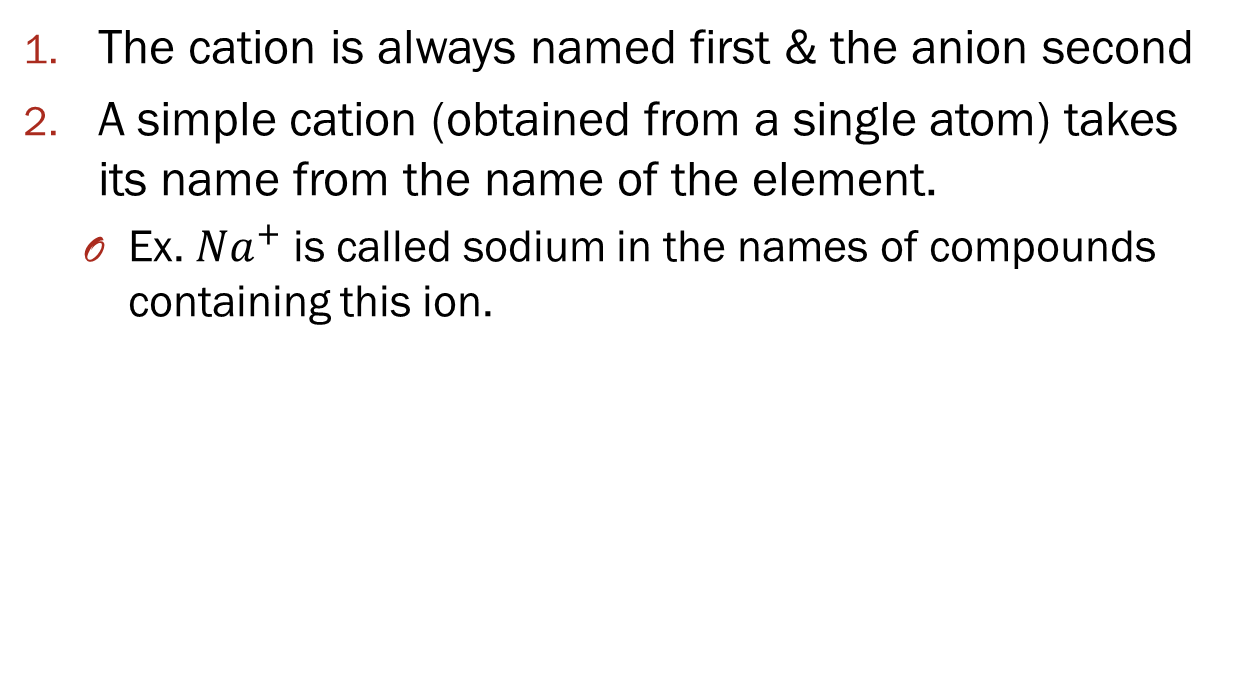 1. The cation is always named first & the anion second
2. A simple cation (obtained from a single atom) takes
its name from the name of the element.
o Ex. Na⁺ is called sodium in the names of compounds
containing this ion.